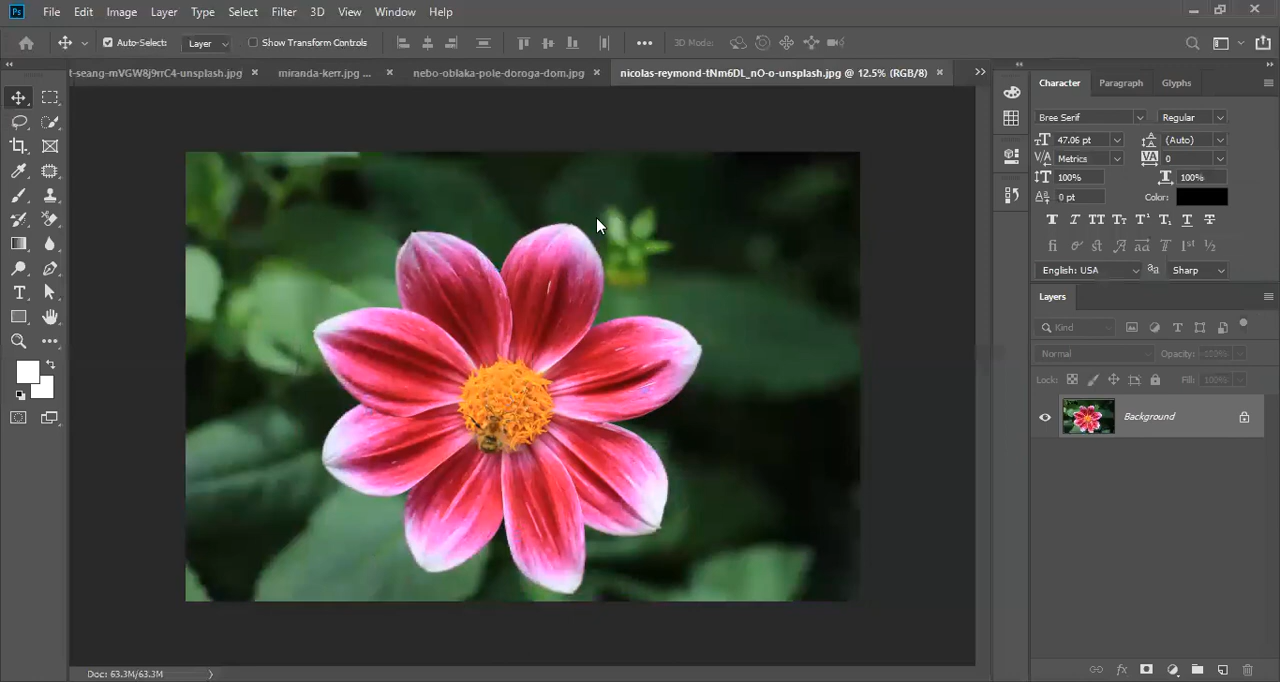 Ps File Edit Image Layer Type Select Filter 3D View Window Help
Auto-Select: Layer Show Transform Controls 3D Mode:
t-seang-mVGW8j9rrC4-unsplash.jpg × miranda-kerr.jpg ... × nebo-oblaka-pole-doroga-dom.jpg × nicolas-reymond-tNm6DL_nO-o-unsplash.jpg @ 12.5% (RGB/8) ×
Character Paragraph Glyphs
Bree Serif Regular
47.06 pt (Auto)
Metrics 0
100% 100%
0 pt Color:
English: USA aa Sharp
Layers
Kind
Normal Opacity: 100%
Lock: Fill: 100%
Background
Doc: 63.3M/63.3M